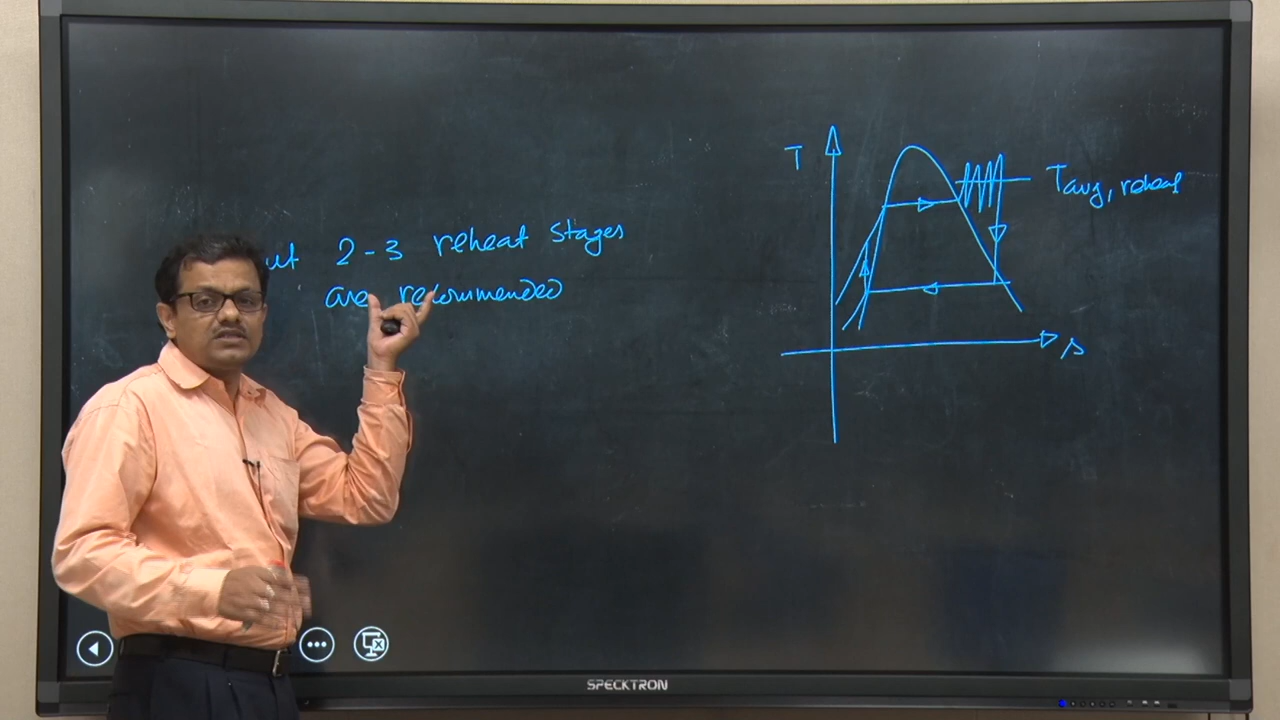 2-3 reheat stages
are recommended
T
Tavg, reheat
s
SPECKTRON